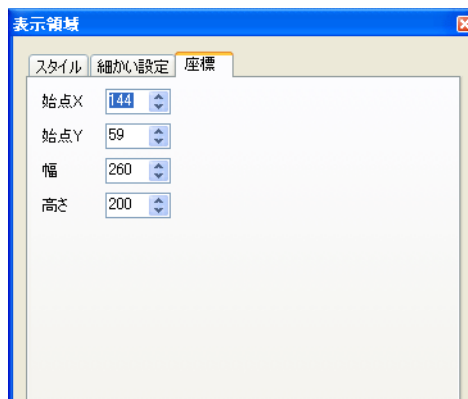 表示領域
スタイル 細かい設定 座標
始点X 144
始点Y 59
幅 260
高さ 200